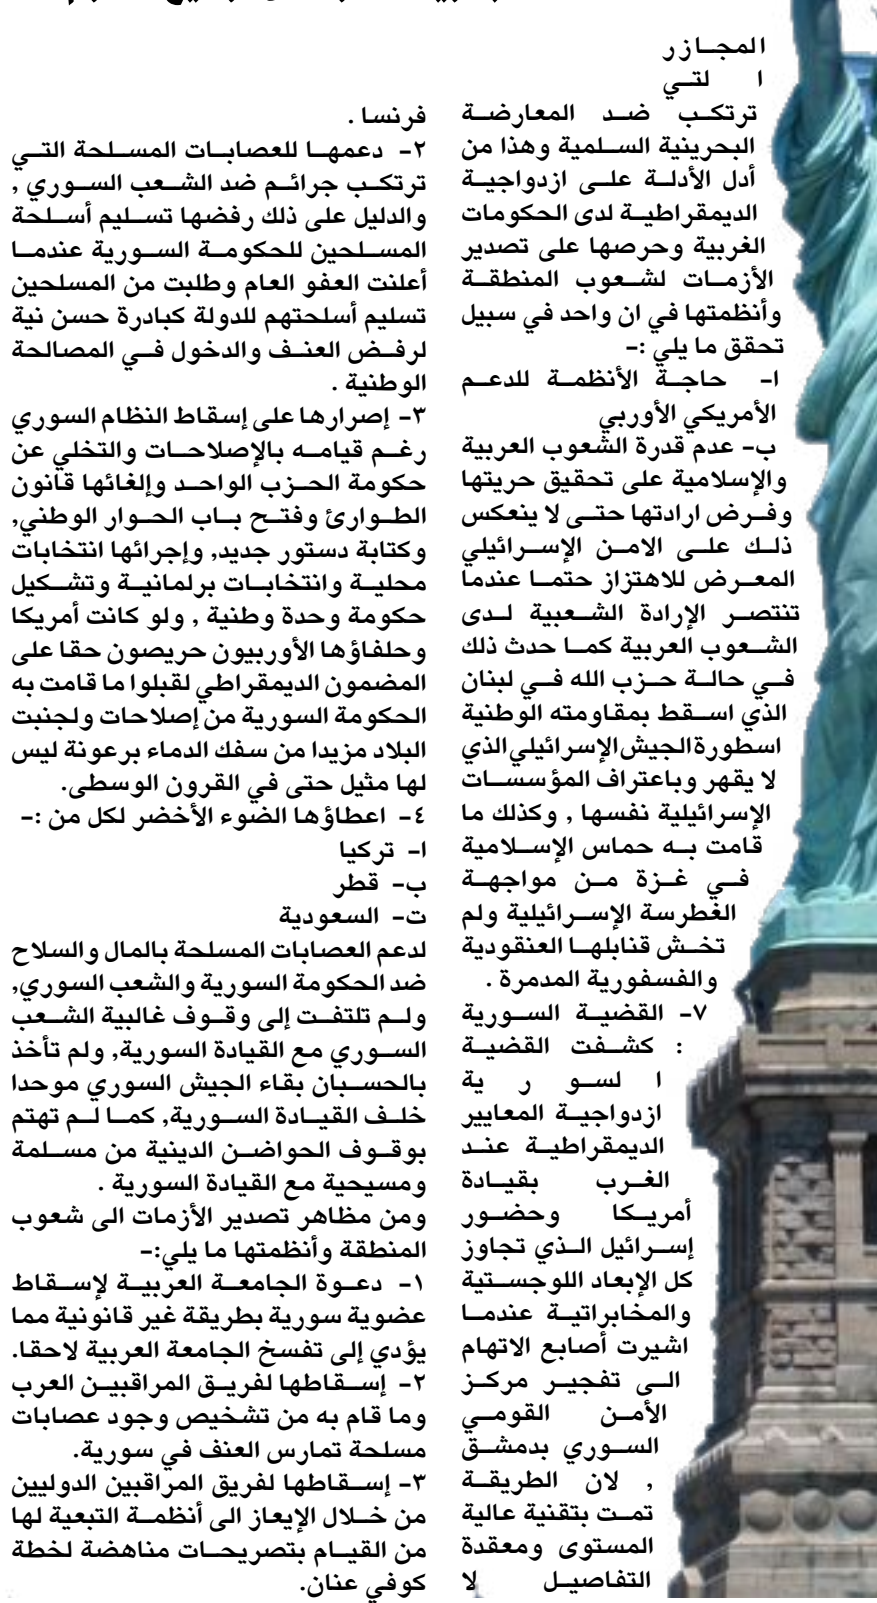 المجازر
ا لتي
ترتكب ضد المعارضة
البحرينية السلمية وهذا من
أدل الأدلة على ازدواجية
الديمقراطية لدى الحكومات
الغربية وحرصها على تصدير
الأزمات لشعوب المنطقة
وأنظمتها في ان واحد في سبيل
تحقق ما يلي :-
ا- حاجة الأنظمة للدعم
الأمريكي الأوربي
ب- عدم قدرة الشعوب العربية
والإسلامية على تحقيق حريتها
وفرض ارادتها حتى لا ينعكس
ذلك على الامن الإسرائيلي
المعرض للاهتزاز حتما عندما
تنتصر الإرادة الشعبية لدى
الشعوب العربية كما حدث ذلك
في حالة حزب الله في لبنان
الذي اسقط بمقاومته الوطنية
اسطورة الجيش الإسرائيلي الذي
لا يقهر وباعتراف المؤسسات
الإسرائيلية نفسها , وكذلك ما
قامت به حماس الإسلامية
في غزة من مواجهة
الغطرسة الإسرائيلية ولم
تخش قنابلها العنقودية
والفسفورية المدمرة .
٧- القضية السورية
: كشفت القضية
ا لسو ر ية
ازدواجية المعايير
الديمقراطية عند
الغرب بقيادة
أمريكا وحضور
إسرائيل الذي تجاوز
كل الإبعاد اللوجستية
والمخابراتية عندما
اشيرت أصابع الاتهام
الى تفجير مركز
الأمن القومي
السوري بدمشق
, لان الطريقة
تمت بتقنية عالية
المستوى ومعقدة
التفاصيل لا
فرنسا .
٢- دعمها للعصابات المسلحة التي
ترتكب جرائم ضد الشعب السوري ,
والدليل على ذلك رفضها تسليم أسلحة
المسلحين للحكومة السورية عندما
أعلنت العفو العام وطلبت من المسلحين
تسليم أسلحتهم للدولة كبادرة حسن نية
لرفض العنف والدخول في المصالحة
الوطنية .
٣- إصرارها على إسقاط النظام السوري
رغم قيامه بالإصلاحات والتخلي عن
حكومة الحزب الواحد وإلغائها قانون
الطوارئ وفتح باب الحوار الوطني,
وكتابة دستور جديد, وإجرائها انتخابات
محلية وانتخابات برلمانية وتشكيل
حكومة وحدة وطنية , ولو كانت أمريكا
وحلفاؤها الأوربيون حريصون حقا على
المضمون الديمقراطي لقبلوا ما قامت به
الحكومة السورية من إصلاحات ولجنبت
البلاد مزيدا من سفك الدماء برعونة ليس
لها مثيل حتى في القرون الوسطى.
٤- اعطاؤها الضوء الأخضر لكل من :-
ا- تركيا
ب- قطر
ت- السعودية
لدعم العصابات المسلحة بالمال والسلاح
ضد الحكومة السورية والشعب السوري,
ولم تلتفت إلى وقوف غالبية الشعب
السوري مع القيادة السورية, ولم تأخذ
بالحسبان بقاء الجيش السوري موحدا
خلف القيادة السورية, كما لم تهتم
بوقوف الحواضن الدينية من مسلمة
ومسيحية مع القيادة السورية .
ومن مظاهر تصدير الأزمات الى شعوب
المنطقة وأنظمتها ما يلي:-
١- دعوة الجامعة العربية لإسقاط
عضوية سورية بطريقة غير قانونية مما
يؤدي إلى تفسخ الجامعة العربية لاحقا.
٢- إسقاطها لفريق المراقبين العرب
وما قام به من تشخيص وجود عصابات
مسلحة تمارس العنف في سورية.
٣- إسقاطها لفريق المراقبين الدوليين
من خلال الإيعاز الى أنظمة التبعية لها
من القيام بتصريحات مناهضة لخطة
كوفي عنان.